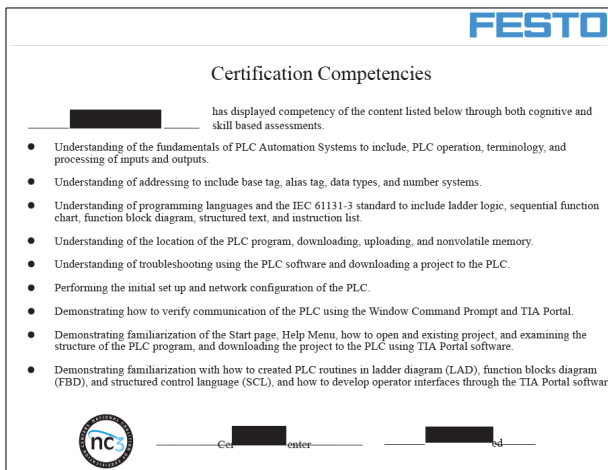 FESTO
Certification Competencies
has displayed competency of the content listed below through both cognitive and
skill based assessments.
● Understanding of the fundamentals of PLC Automation Systems to include, PLC operation, terminology, and
processing of inputs and outputs.
● Understanding of addressing to include base tag, alias tag, data types, and number systems.
● Understanding of programming languages and the IEC 61131-3 standard to include ladder logic, sequential function
chart, function block diagram, structured text, and instruction list.
● Understanding of the location of the PLC program, downloading, uploading, and nonvolatile memory.
● Understanding of troubleshooting using the PLC software and downloading a project to the PLC.
● Performing the initial set up and network configuration of the PLC.
● Demonstrating how to verify communication of the PLC using the Window Command Prompt and TIA Portal.
● Demonstrating familiarization of the Start page, Help Menu, how to open and existing project, and examining the
structure of the PLC program, and downloading the project to the PLC using TIA Portal software.
● Demonstrating familiarization with how to created PLC routines in ladder diagram (LAD), function blocks diagram
(FBD), and structured control language (SCL), and how to develop operator interfaces through the TIA Portal softwar
nc3
Cer enter ed